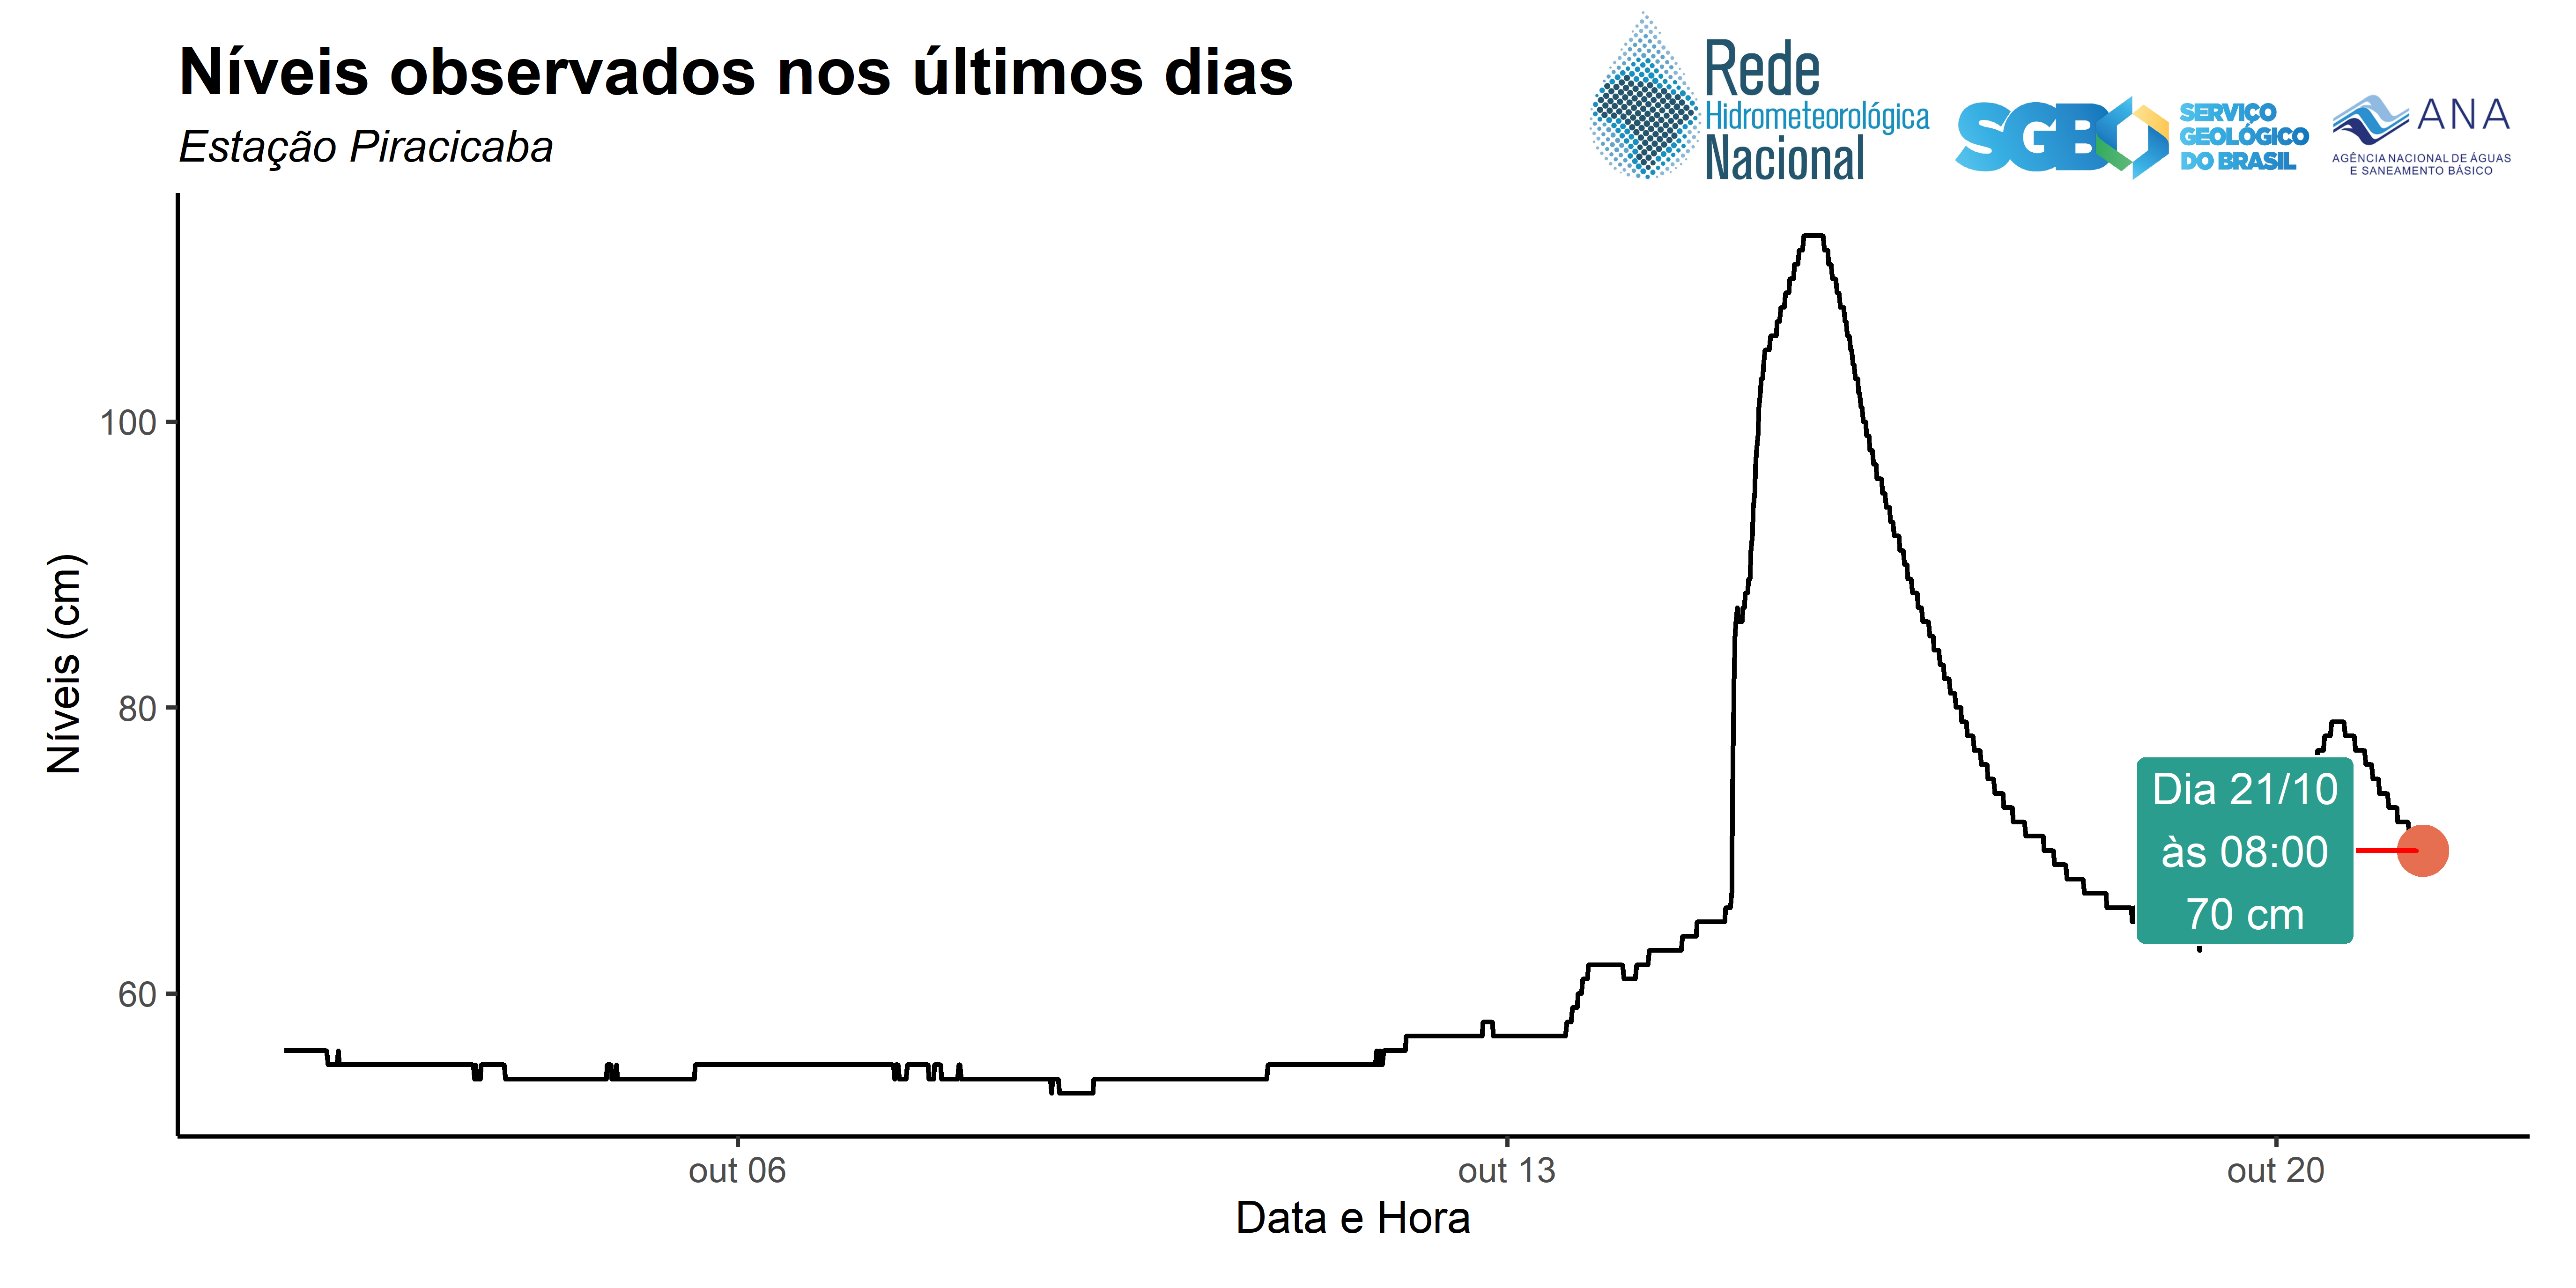 Níveis observados nos últimos dias
Estação Piracicaba
Rede
Hidrometeorológica
Nacional
SGB
SERVIÇO
GEOLÓGICO
DO BRASIL
ANA
AGÊNCIA NACIONAL DE ÁGUAS
E SANEAMENTO BÁSICO
Níveis (cm)
100
80
60
Dia 21/10
às 08:00
70 cm
out 06
out 13
out 20
Data e Hora